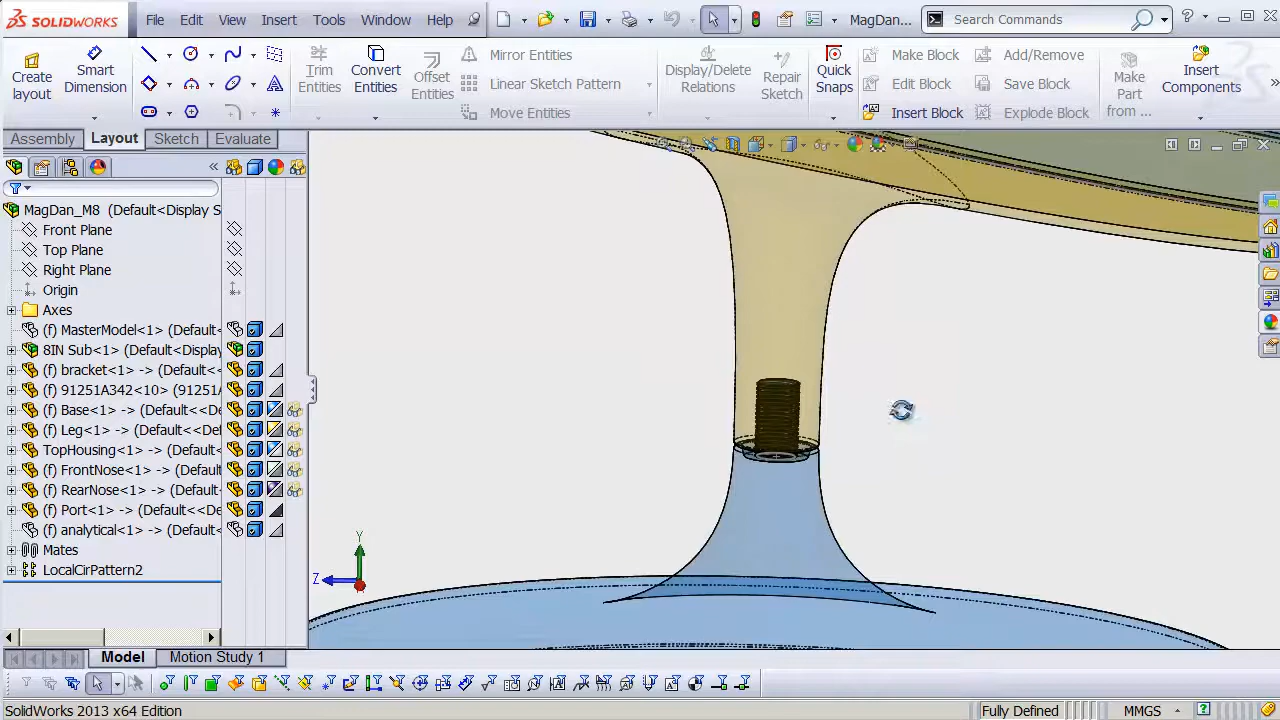 SOLIDWORKS File Edit View Insert Tools Window Help MagDan... Search Commands
Create layout
Smart Dimension
Trim Entities
Convert Entities
Offset Entities
Mirror Entities
Linear Sketch Pattern
Move Entities
Display/Delete Relations
Repair Sketch
Quick Snaps
Make Block
Edit Block
Insert Block
Add/Remove
Save Block
Explode Block
Make Part from ...
Insert Components
Assembly Layout Sketch Evaluate
MagDan_M8 (Default<Display S
Front Plane
Top Plane
Right Plane
Origin
Axes
(f) MasterModel<1> (Default<
8IN Sub<1> (Default<Display
(f) bracket<1> (Default<
(f) 91251A342<10> (91251A
(f) Base<1> -> (Default<<D
(f) Leg<1> -> (Default<<De
TopHousing<1> -> (Default
(f) FrontNose<1> -> (Defau
(f) RearNose<1> -> (Defaul
(f) Port<1> -> (Default<<De
(f) analytical<1> -> (Default
Mates
LocalCirPattern2
Y
Z
Model Motion Study 1
SolidWorks 2013 x64 Edition Fully Defined MMGS